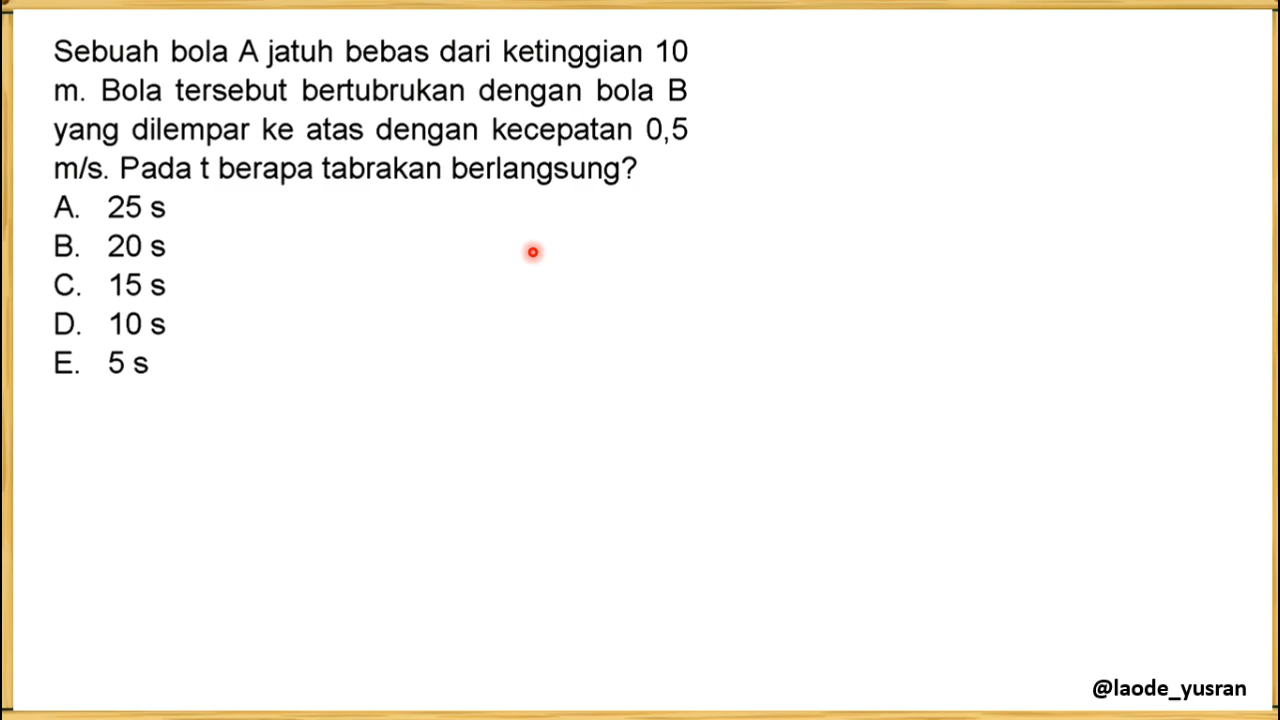 Sebuah bola A jatuh bebas dari ketinggian 10
m. Bola tersebut bertubrukan dengan bola B
yang dilempar ke atas dengan kecepatan 0,5
m/s. Pada t berapa tabrakan berlangsung?
A. 25 s
B. 20 s
C. 15 s
D. 10 s
E. 5 s
@laode_yusran